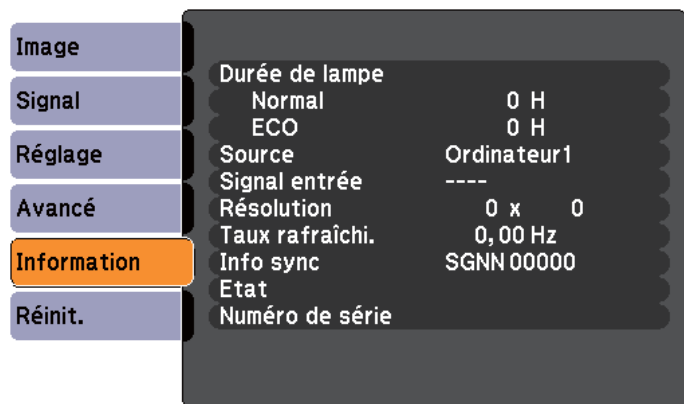 Image
Signal
Réglage
Avancé
Information
Réinit.
Durée de lampe
Normal 0 H
ECO 0 H
Source Ordinateur1
Signal entrée ----
Résolution 0 x 0
Taux rafraîchi. 0,00 Hz
Info sync SGNN 00000
Etat
Numéro de série